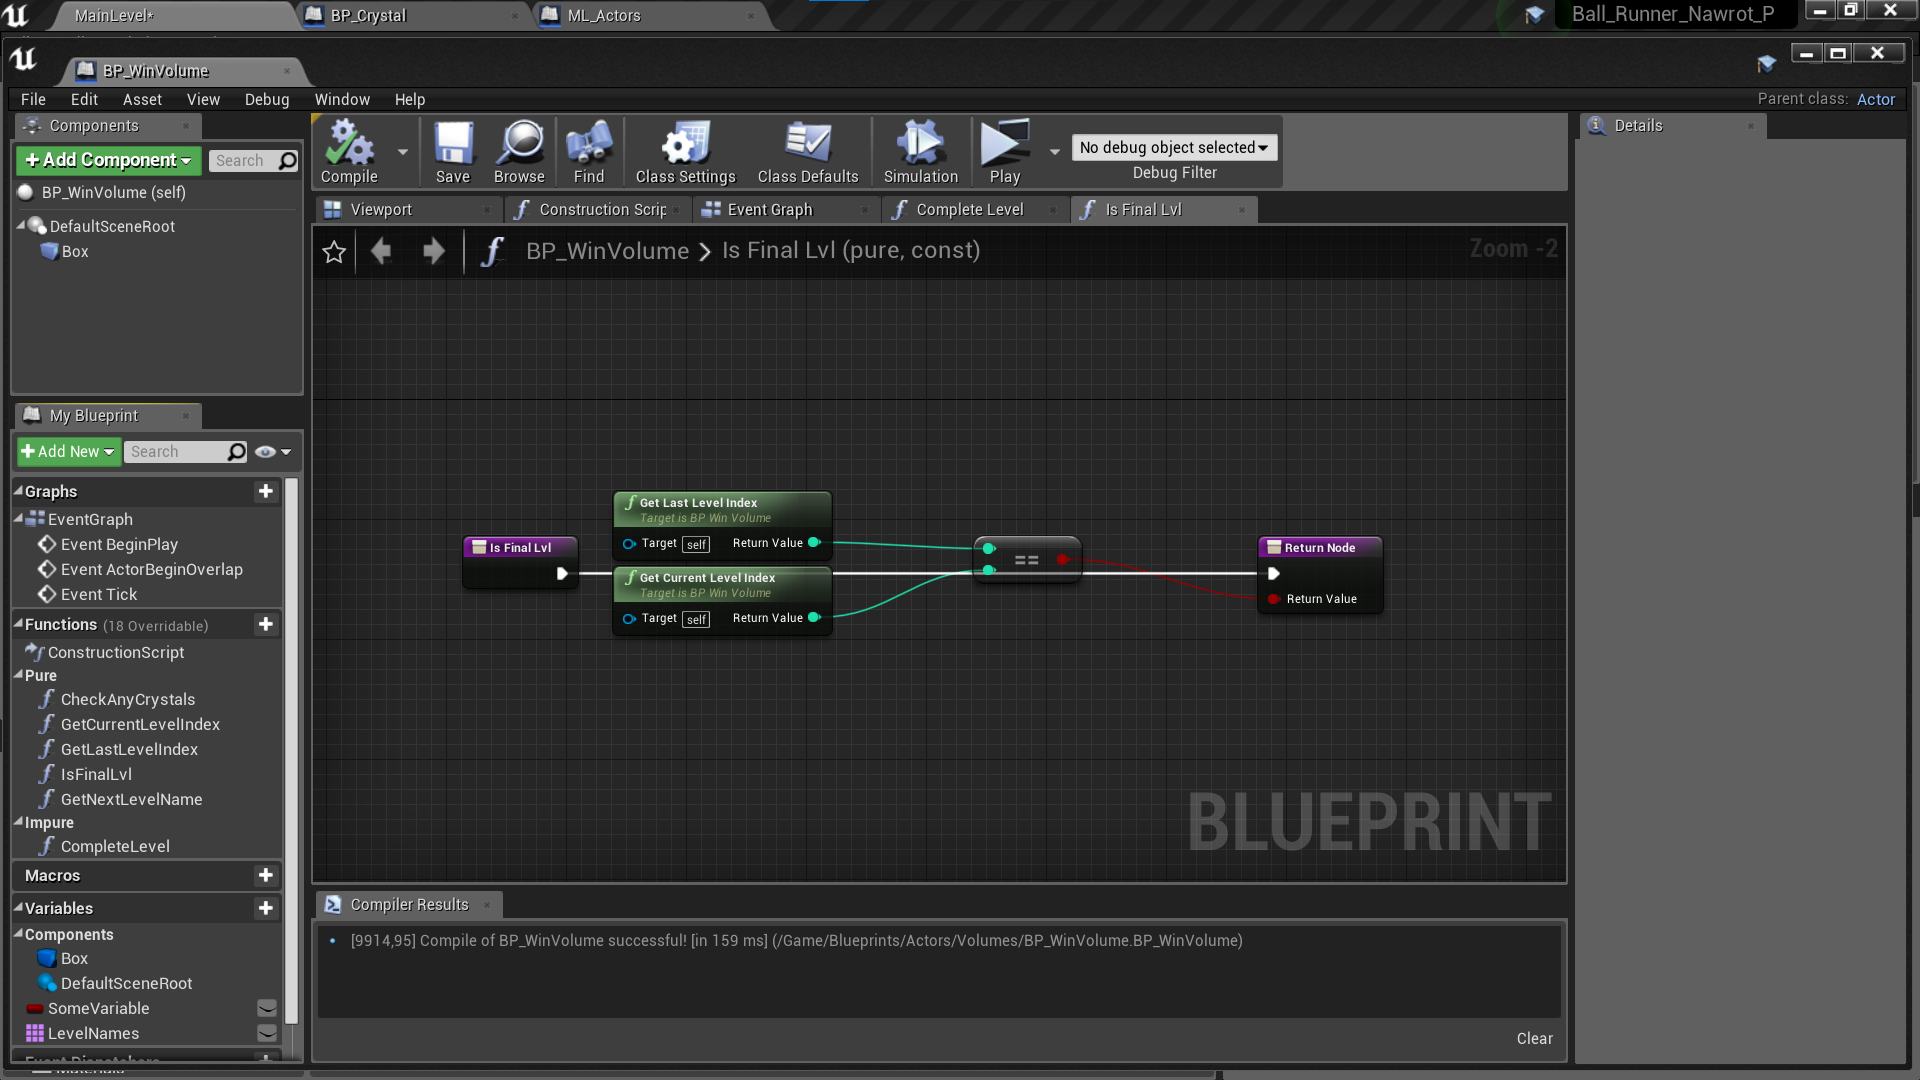 MainLevel*
BP_Crystal
ML_Actors
Ball_Runner_Nawrot_P
BP_WinVolume
File Edit Asset View Debug Window Help
Parent class: Actor
Components
+ Add Component
Search
BP_WinVolume (self)
DefaultSceneRoot
Box
Compile
Save
Browse
Find
Class Settings
Class Defaults
Simulation
Play
No debug object selected
Debug Filter
Details
Viewport
Construction Scrip
Event Graph
Complete Level
Is Final Lvl
BP_WinVolume > Is Final Lvl (pure, const)
Zoom -2
My Blueprint
+ Add New
Search
Graphs
EventGraph
Event BeginPlay
Event ActorBeginOverlap
Event Tick
Functions (18 Overridable)
ConstructionScript
Pure
CheckAnyCrystals
GetCurrentLevelIndex
GetLastLevelIndex
IsFinalLvl
GetNextLevelName
Impure
CompleteLevel
Macros
Variables
Components
Box
DefaultSceneRoot
SomeVariable
LevelNames
Is Final Lvl
Get Last Level Index
Target is BP Win Volume
Target self Return Value
Get Current Level Index
Target is BP Win Volume
Target self Return Value
==
Return Node
Return Value
BLUEPRINT
Compiler Results
[9914,95] Compile of BP_WinVolume successful! [in 159 ms] (/Game/Blueprints/Actors/Volumes/BP_WinVolume.BP_WinVolume)
Clear